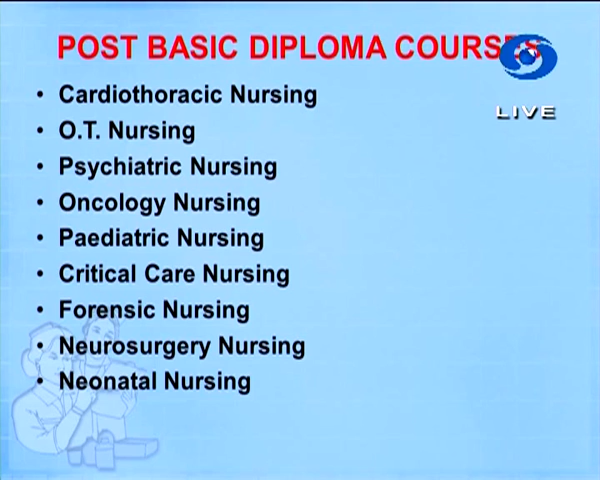 POST BASIC DIPLOMA COURSES
LIVE
• Cardiothoracic Nursing
• O.T. Nursing
• Psychiatric Nursing
• Oncology Nursing
• Paediatric Nursing
• Critical Care Nursing
• Forensic Nursing
• Neurosurgery Nursing
• Neonatal Nursing